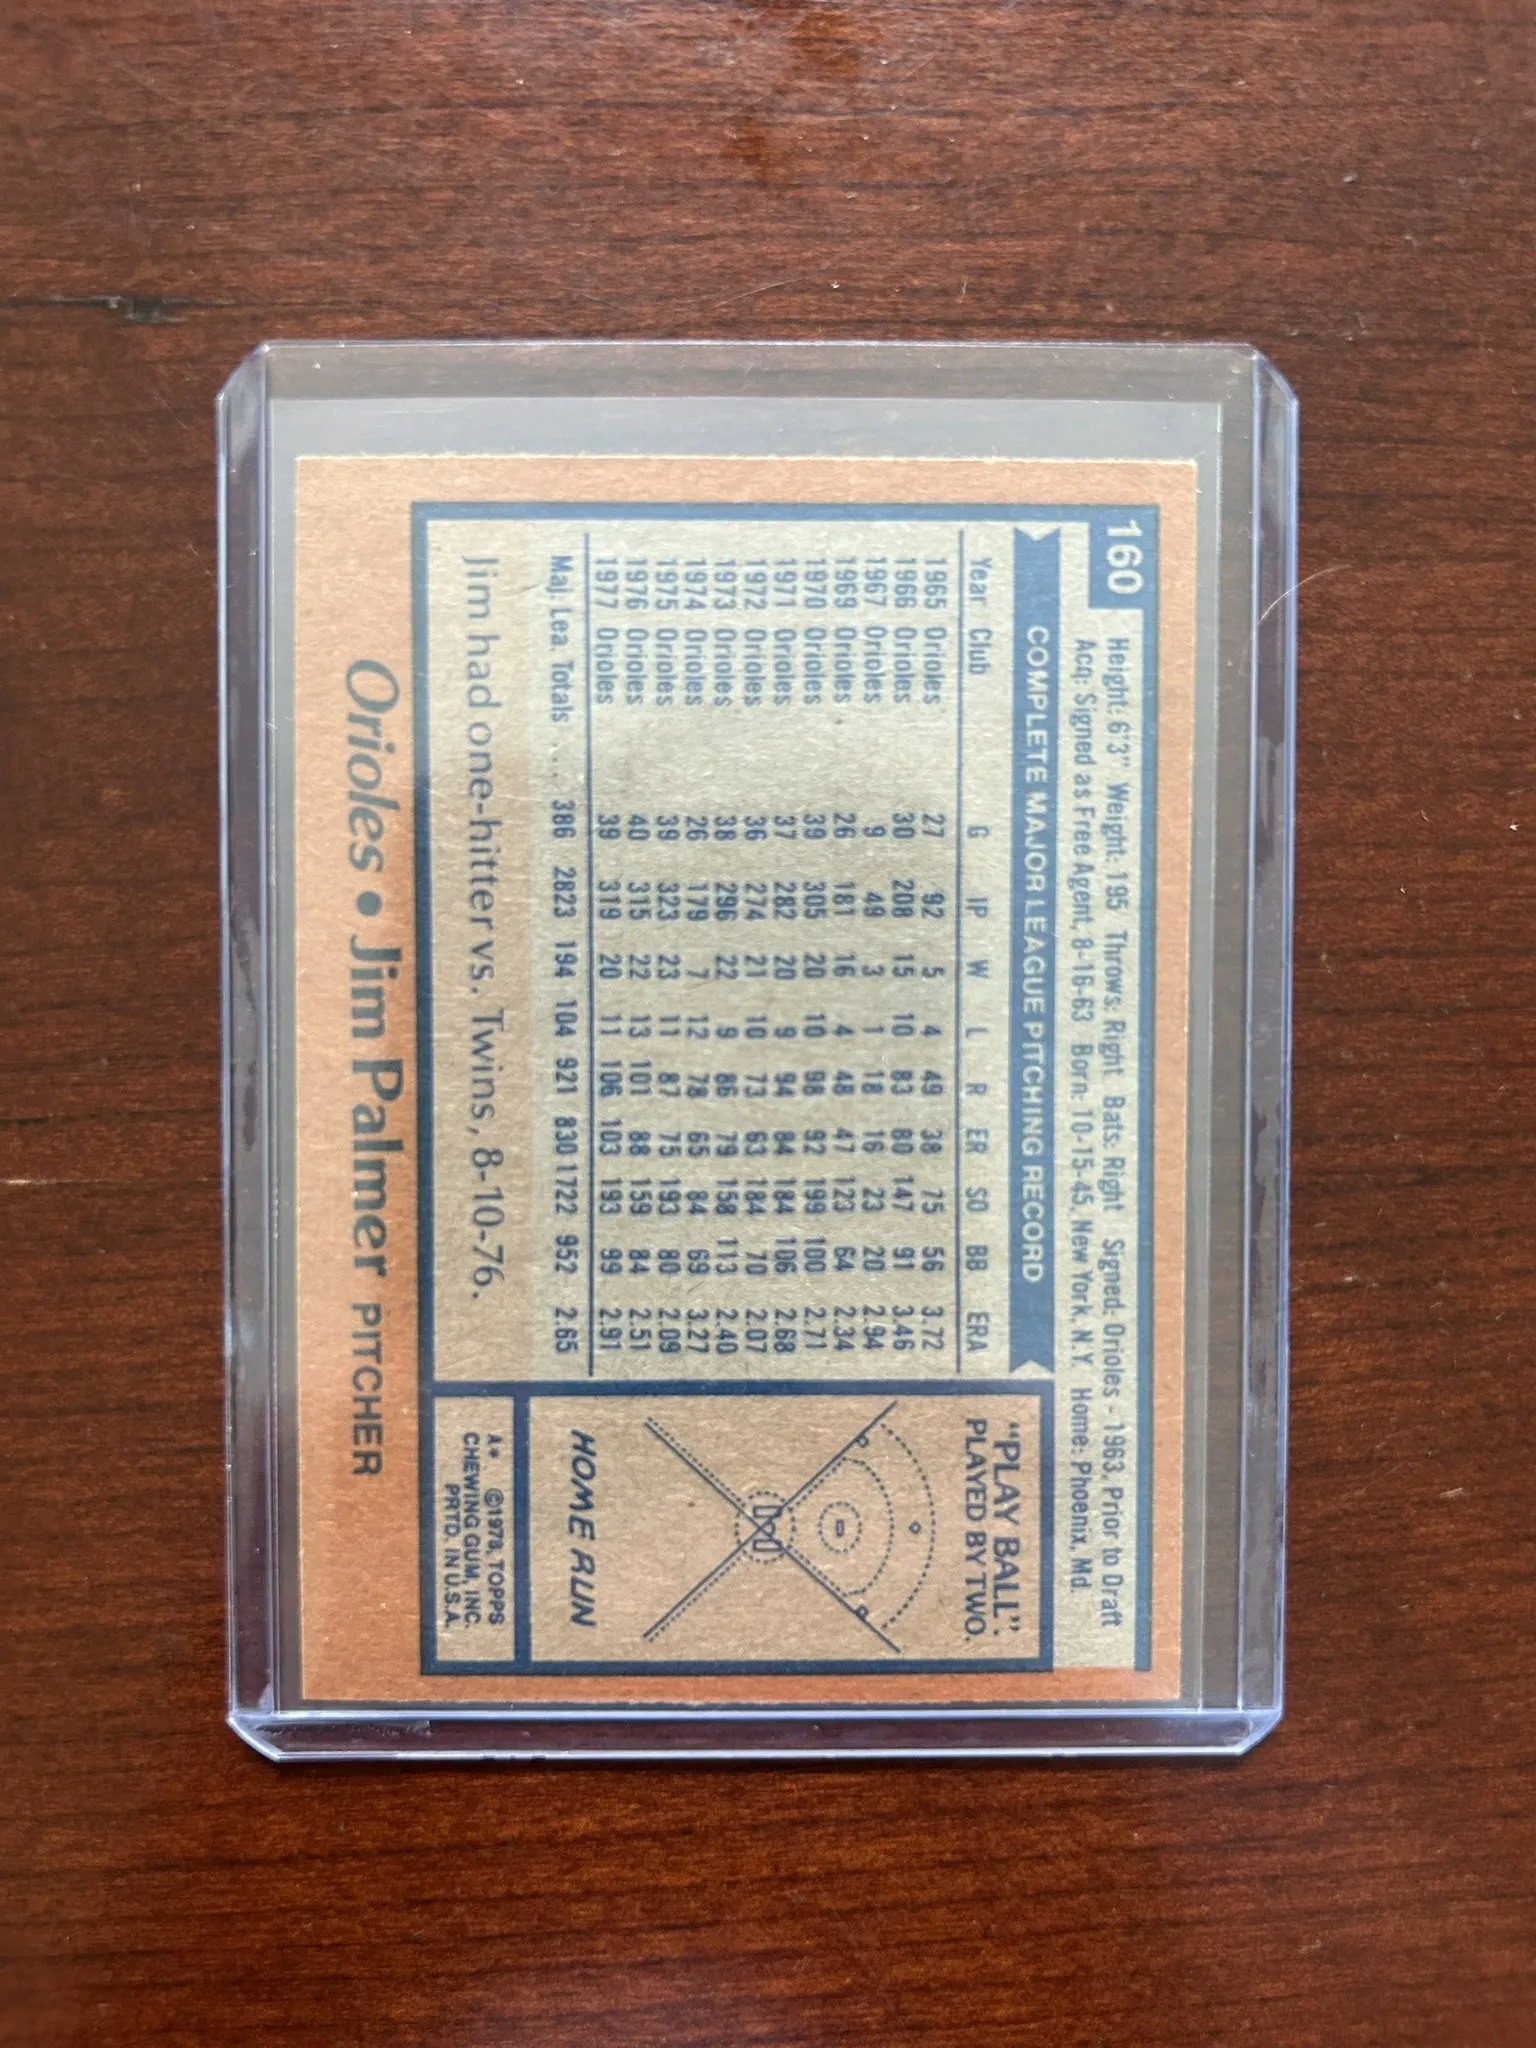 160
Height: 6'3" Weight: 195 Throws: Right Bats: Right Signed: Orioles - 1963, Prior to Draft
Acq: Signed as Free Agent, 8-16-63 Born: 10-15-45, New York, N.Y. Home: Phoenix, Md.
COMPLETE MAJOR LEAGUE PITCHING RECORD
Year Club G IP W L R ER SO BB ERA
1965 Orioles 27 92 5 4 49 38 75 56 3.72
1966 Orioles 30 208 15 10 83 80 147 91 3.46
1967 Orioles 9 49 3 1 18 16 23 20 2.94
1969 Orioles 26 181 16 4 48 47 123 64 2.34
1970 Orioles 39 305 20 10 98 92 199 100 2.71
1971 Orioles 37 282 20 9 94 84 184 106 2.68
1972 Orioles 36 274 21 10 73 63 184 70 2.07
1973 Orioles 38 296 22 9 86 79 158 113 2.40
1974 Orioles 26 179 7 12 78 65 84 69 3.27
1975 Orioles 39 323 23 11 87 75 193 80 2.09
1976 Orioles 40 315 22 13 101 88 159 84 2.51
1977 Orioles 39 319 20 11 106 103 193 99 2.91
Maj. Lea. Totals ... 386 2823 194 104 921 830 1722 952 2.65
Jim had one-hitter vs. Twins, 8-10-76.
"PLAY BALL":
PLAYED BY TWO.
HOME RUN
A* ©1978, TOPPS
CHEWING GUM, INC.
PRTD. IN U.S.A.
Orioles • Jim Palmer PITCHER